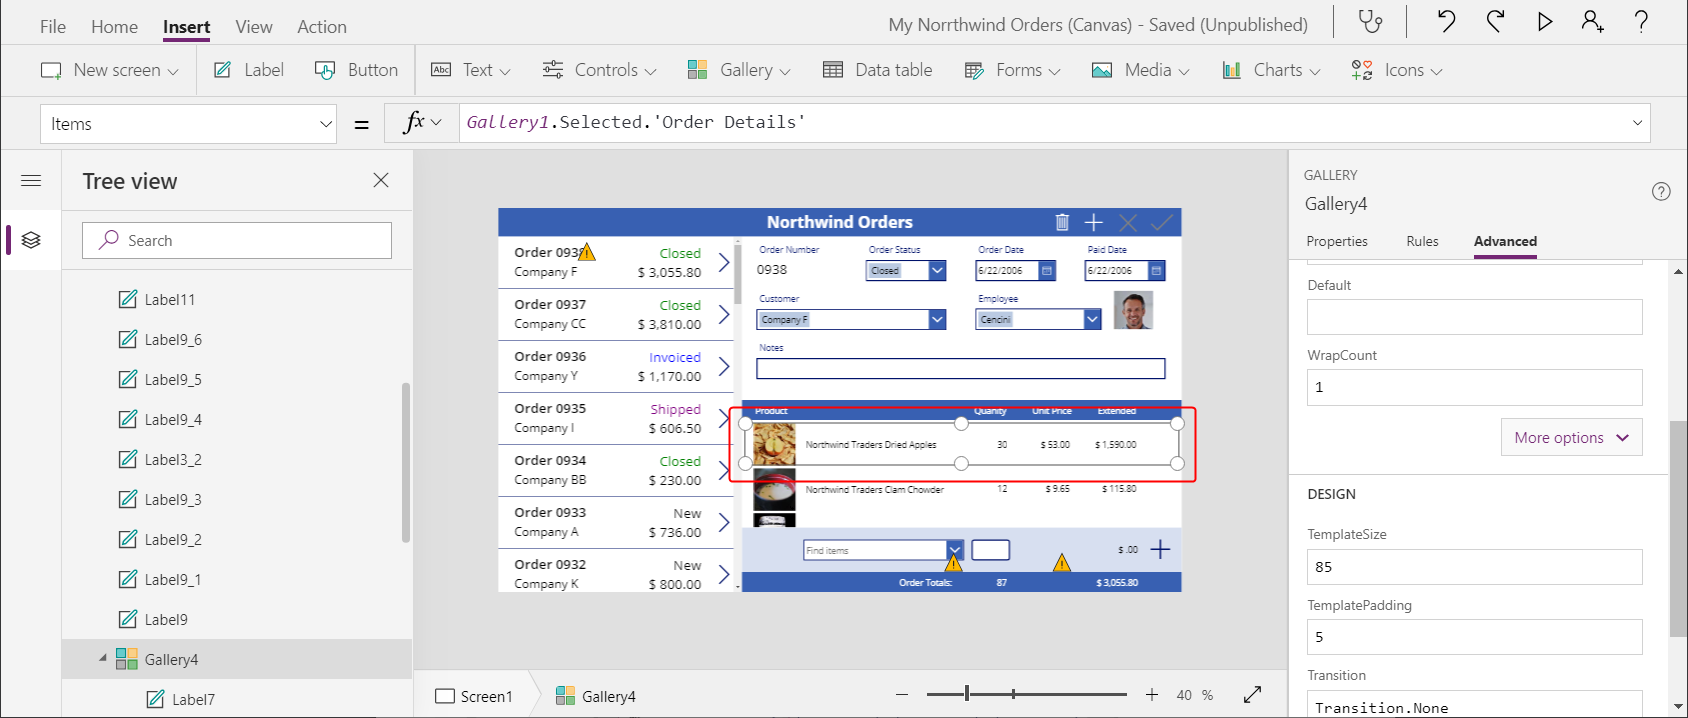 File Home Insert View Action
My Norrthwind Orders (Canvas) - Saved (Unpublished)
New screen Label Button Abc Text Controls Gallery Data table Forms Media Charts Icons
Items = fx Gallery1.Selected.'Order Details'
Tree view
Search
Label11
Label9_6
Label9_5
Label9_4
Label3_2
Label9_3
Label9_2
Label9_1
Label9
Gallery4
Label7
Northwind Orders
Order 0938 Closed
Company F $ 3,055.80
Order 0937 Closed
Company CC $ 3,810.00
Order 0936 Invoiced
Company Y $ 1,170.00
Order 0935 Shipped
Company I $ 606.50
Order 0934 Closed
Company BB $ 230.00
Order 0933 New
Company A $ 736.00
Order 0932 New
Company K $ 800.00
Order Number Order Status Order Date Paid Date
0938 Closed 6/22/2006 6/22/2006
Customer Employee
Company F Cencini
Notes
Product Quanity Unit Price Extended
Northwind Traders Dried Apples 30 $ 53.00 $ 1,590.00
Northwind Traders Clam Chowder 12 $ 9.65 $ 115.80
Find items $ .00
Order Totals: 87 $ 3,055.80
Screen1 Gallery4 40 %
GALLERY
Gallery4
Properties Rules Advanced
Default
WrapCount
1
More options
DESIGN
TemplateSize
85
TemplatePadding
5
Transition
Transition.None